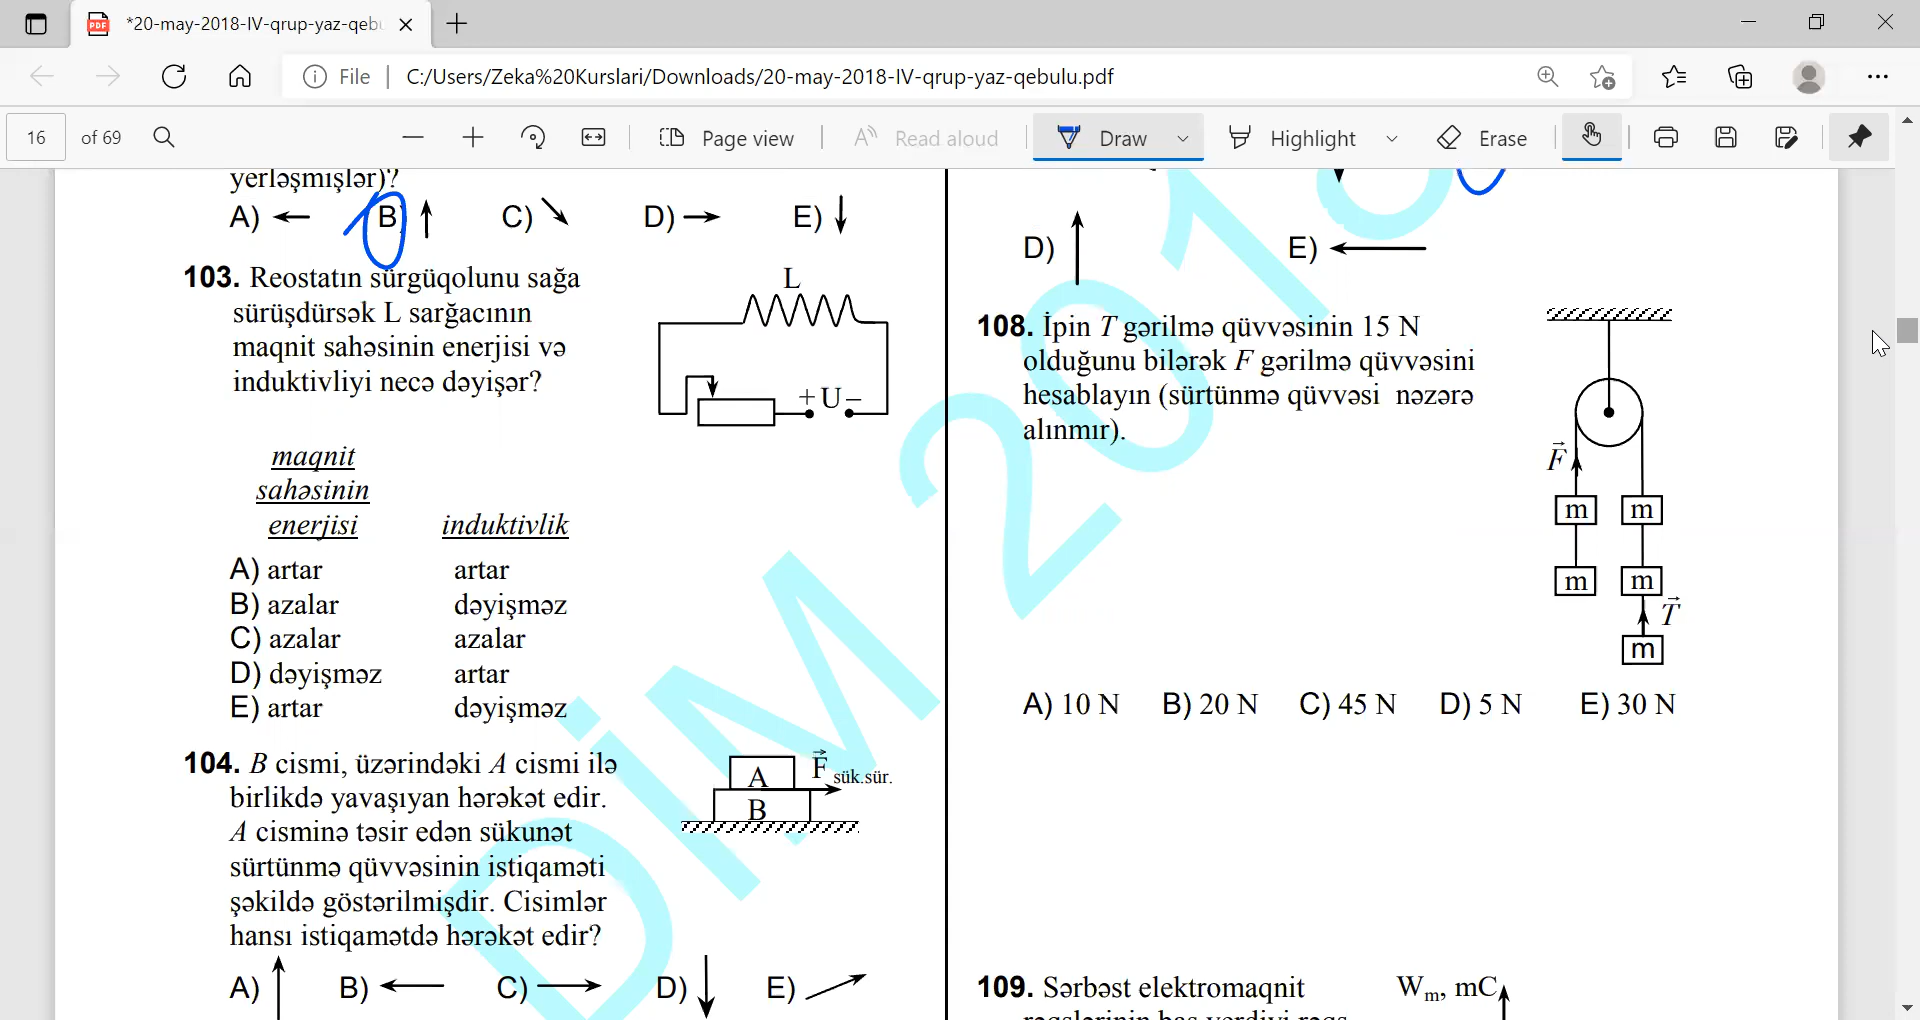 *20-may-2018-IV-qrup-yaz-qebu
File
C:/Users/Zeka%20Kurslari/Downloads/20-may-2018-IV-qrup-yaz-qebulu.pdf
16 of 69
Page view
Read aloud
Draw
Highlight
Erase
yerləşmişlər)?
A) B) C) D) E)
103. Reostatın sürgüqolunu sağa
sürüşdürsək L sarğacının
maqnit sahəsinin enerjisi və
induktivliyi necə dəyişər?
L
+ U −
maqnit
sahəsinin
enerjisi induktivlik
A) artar artar
B) azalar dəyişməz
C) azalar azalar
D) dəyişməz artar
E) artar dəyişməz
104. B cismi, üzərindəki A cismi ilə
birlikdə yavaşıyan hərəkət edir.
A cisminə təsir edən sükunət
sürtünmə qüvvəsinin istiqaməti
şəkildə göstərilmişdir. Cisimlər
hansı istiqamətdə hərəkət edir?
A
B
F sük.sür.
A) B) C) D) E)
D) E)
108. İpin T gərilmə qüvvəsinin 15 N
olduğunu bilərək F gərilmə qüvvəsini
hesablayın (sürtünmə qüvvəsi nəzərə
alınmır).
F
m m
m m
T
m
A) 10 N B) 20 N C) 45 N D) 5 N E) 30 N
109. Sərbəst elektromaqnit
Wm, mC
DİM 2018